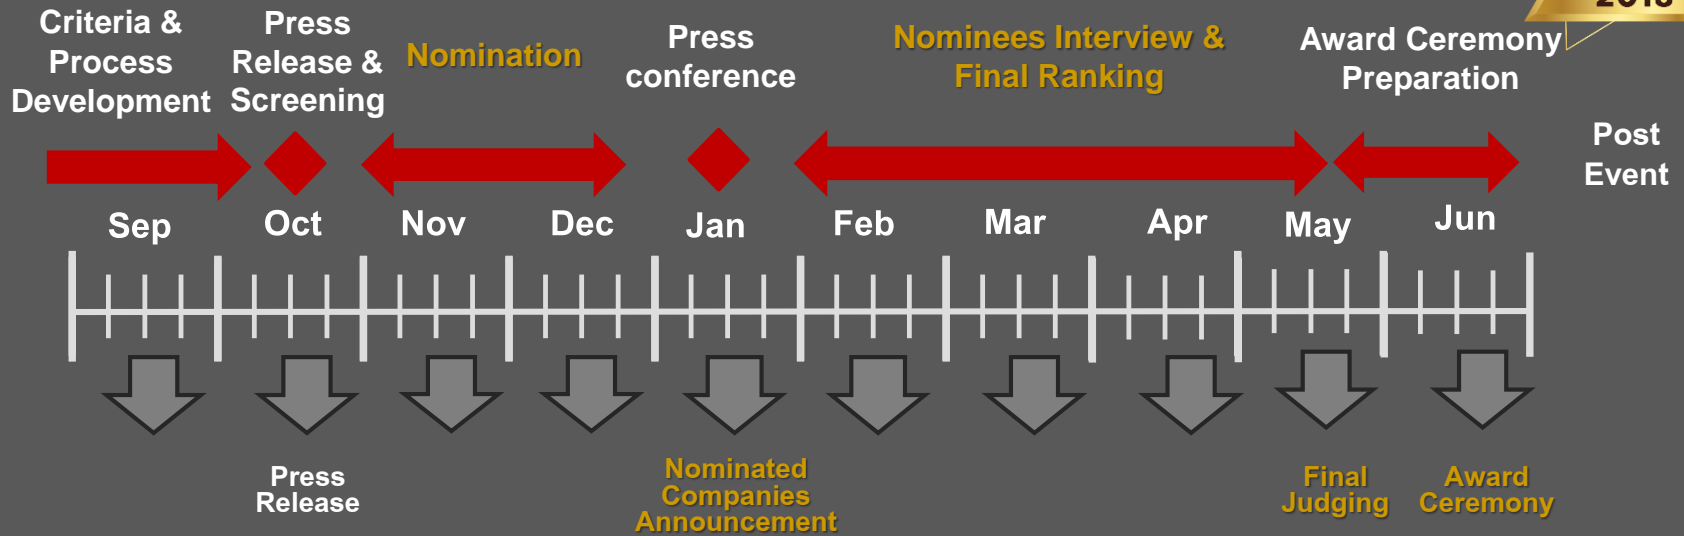 2018
Criteria &
Process
Development
Press
Release &
Screening
Nomination
Press
conference
Nominees Interview &
Final Ranking
Award Ceremony
Preparation
Post
Event
Sep
Oct
Nov
Dec
Jan
Feb
Mar
Apr
May
Jun
Press
Release
Nominated
Companies
Announcement
Final
Judging
Award
Ceremony